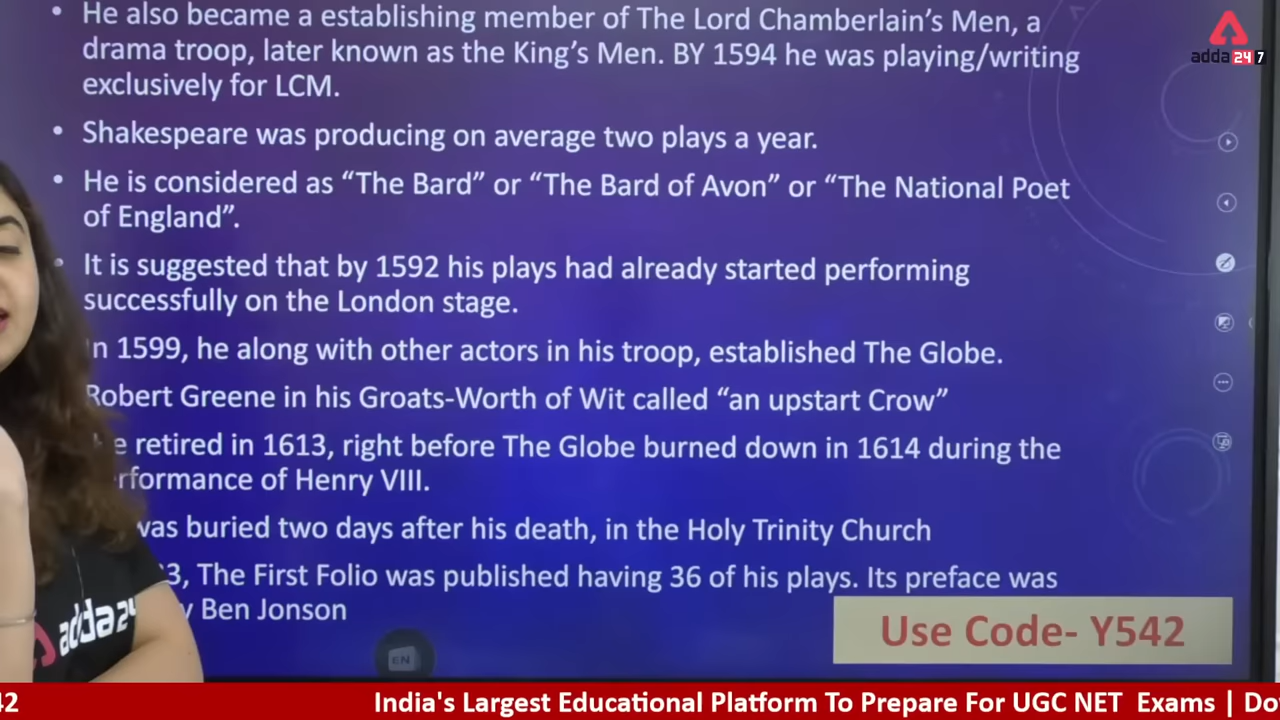 • He also became a establishing member of The Lord Chamberlain's Men, a
drama troop, later known as the King's Men. BY 1594 he was playing/writing
exclusively for LCM.
• Shakespeare was producing on average two plays a year.
• He is considered as “The Bard” or “The Bard of Avon” or “The National Poet
of England”.
• It is suggested that by 1592 his plays had already started performing
successfully on the London stage.
n 1599, he along with other actors in his troop, established The Globe.
Robert Greene in his Groats-Worth of Wit called “an upstart Crow”
e retired in 1613, right before The Globe burned down in 1614 during the
rformance of Henry VIII.
was buried two days after his death, in the Holy Trinity Church
3, The First Folio was published having 36 of his plays. Its preface was
Ben Jonson
adda247
adda24
EN
Use Code- Y542
42
India's Largest Educational Platform To Prepare For UGC NET Exams | Do